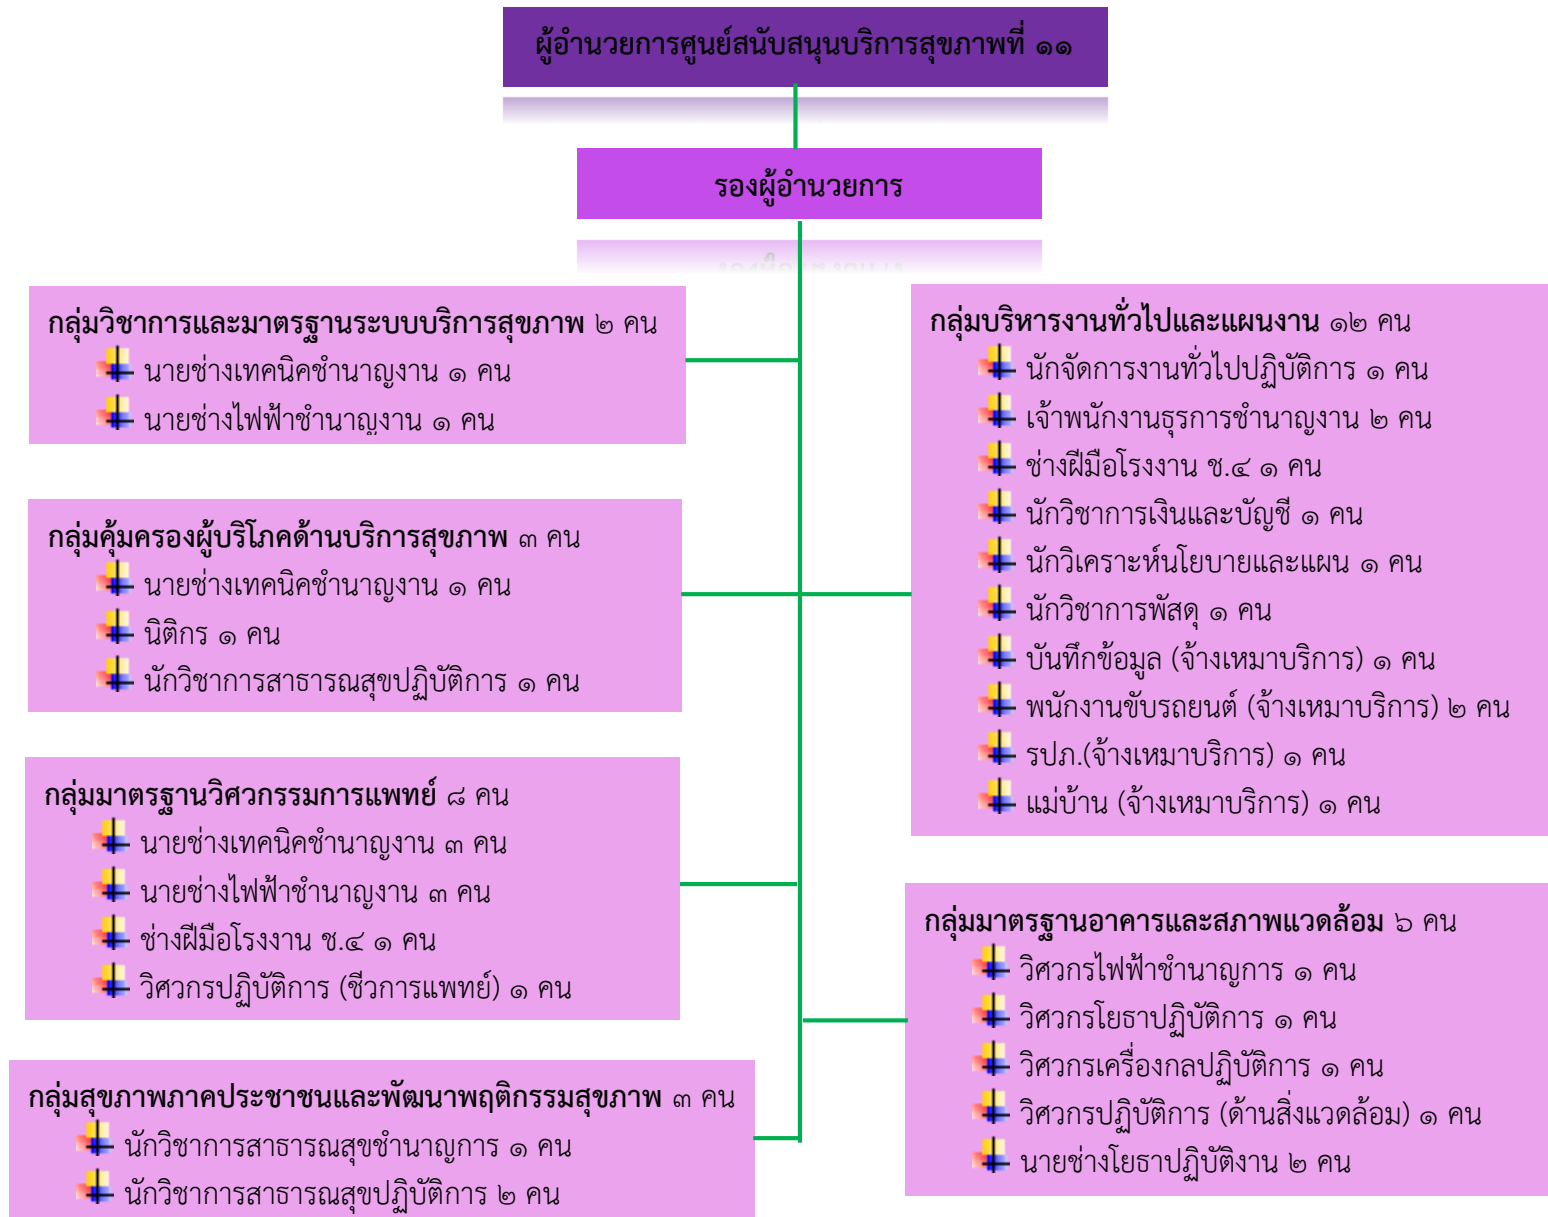 ผู้อำนวยการศูนย์สนับสนุนบริการสุขภาพที่ ๑๑
รองผู้อำนวยการ
กลุ่มวิชาการและมาตรฐานระบบบริการสุขภาพ ๒ คน
นายช่างเทคนิคชำนาญงาน ๑ คน
นายช่างไฟฟ้าชำนาญงาน ๑ คน
กลุ่มคุ้มครองผู้บริโภคด้านบริการสุขภาพ ๓ คน
นายช่างเทคนิคชำนาญงาน ๑ คน
นิติกร ๑ คน
นักวิชาการสาธารณสุขปฏิบัติการ ๑ คน
กลุ่มมาตรฐานวิศวกรรมการแพทย์ ๘ คน
นายช่างเทคนิคชำนาญงาน ๓ คน
นายช่างไฟฟ้าชำนาญงาน ๓ คน
ช่างฝีมือโรงงาน ช.๔ ๑ คน
วิศวกรปฏิบัติการ (ชีวการแพทย์) ๑ คน
กลุ่มสุขภาพภาคประชาชนและพัฒนาพฤติกรรมสุขภาพ ๓ คน
นักวิชาการสาธารณสุขชำนาญการ ๑ คน
นักวิชาการสาธารณสุขปฏิบัติการ ๒ คน
กลุ่มบริหารงานทั่วไปและแผนงาน ๑๒ คน
นักจัดการงานทั่วไปปฏิบัติการ ๑ คน
เจ้าพนักงานธุรการชำนาญงาน ๒ คน
ช่างฝีมือโรงงาน ช.๔ ๑ คน
นักวิชาการเงินและบัญชี ๑ คน
นักวิเคราะห์นโยบายและแผน ๑ คน
นักวิชาการพัสดุ ๑ คน
บันทึกข้อมูล (จ้างเหมาบริการ) ๑ คน
พนักงานขับรถยนต์ (จ้างเหมาบริการ) ๒ คน
รปภ.(จ้างเหมาบริการ) ๑ คน
แม่บ้าน (จ้างเหมาบริการ) ๑ คน
กลุ่มมาตรฐานอาคารและสภาพแวดล้อม ๖ คน
วิศวกรไฟฟ้าชำนาญการ ๑ คน
วิศวกรโยธาปฏิบัติการ ๑ คน
วิศวกรเครื่องกลปฏิบัติการ ๑ คน
วิศวกรปฏิบัติการ (ด้านสิ่งแวดล้อม) ๑ คน
นายช่างโยธาปฏิบัติงาน ๒ คน